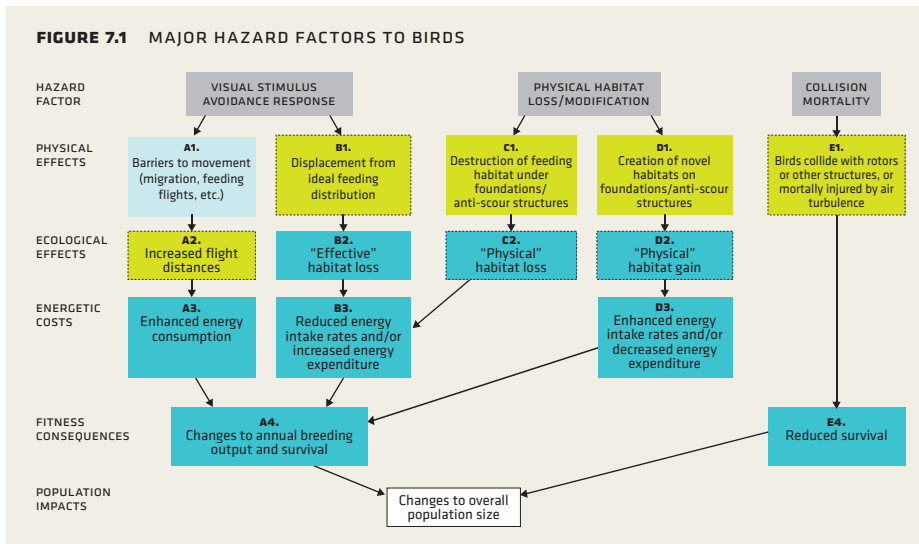 FIGURE 7.1 MAJOR HAZARD FACTORS TO BIRDS
HAZARD
FACTOR
VISUAL STIMULUS
AVOIDANCE RESPONSE
PHYSICAL HABITAT
LOSS/MODIFICATION
COLLISION
MORTALITY
PHYSICAL
EFFECTS
A1.
Barriers to movement
(migration, feeding
flights, etc.)
B1.
Displacement from
ideal feeding
distribution
C1.
Destruction of feeding
habitat under
foundations/
anti-scour structures
D1.
Creation of novel
habitats on
foundations/anti-scour
structures
E1.
Birds collide with rotors
or other structures, or
mortally injured by air
turbulence
ECOLOGICAL
EFFECTS
A2.
Increased flight
distances
B2.
“Effective”
habitat loss
C2.
“Physical”
habitat loss
D2.
“Physical”
habitat gain
ENERGETIC
COSTS
A3.
Enhanced energy
consumption
B3.
Reduced energy
intake rates and/or
increased energy
expenditure
D3.
Enhanced energy
intake rates and/or
decreased energy
expenditure
FITNESS
CONSEQUENCES
A4.
Changes to annual breeding
output and survival
E4.
Reduced survival
POPULATION
IMPACTS
Changes to overall
population size